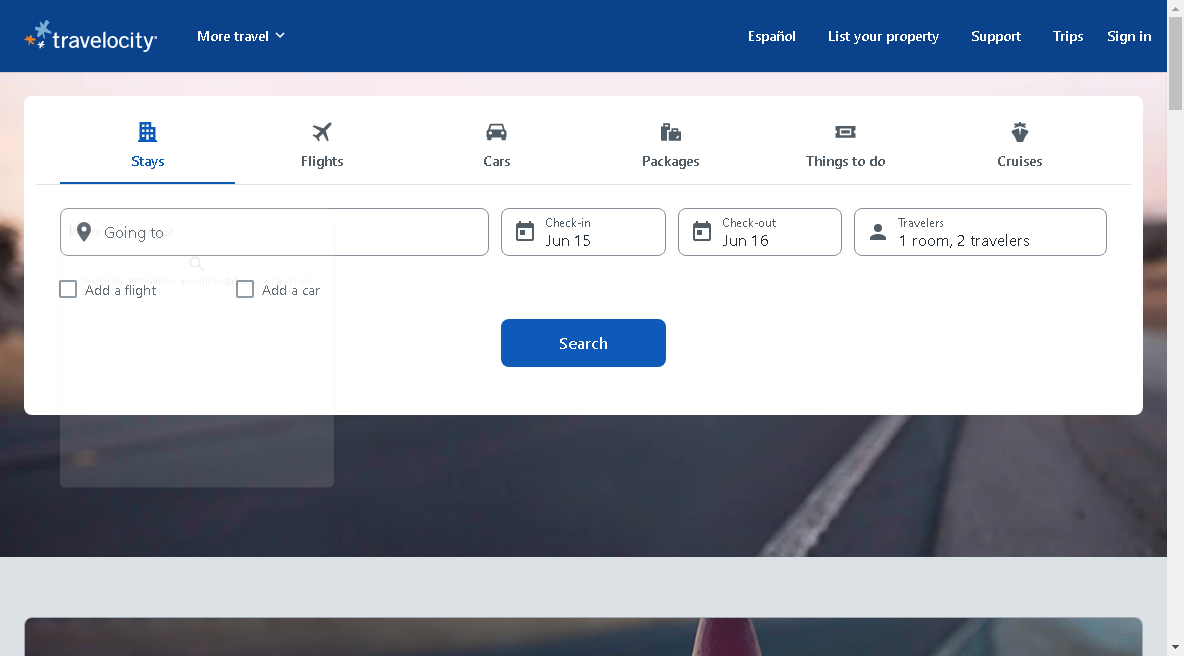 travelocity
More travel
Español
List your property
Support
Trips
Sign in
Stays
Flights
Cars
Packages
Things to do
Cruises
Going to
Check-in
Jun 15
Check-out
Jun 16
Travelers
1 room, 2 travelers
Add a flight
Add a car
Search